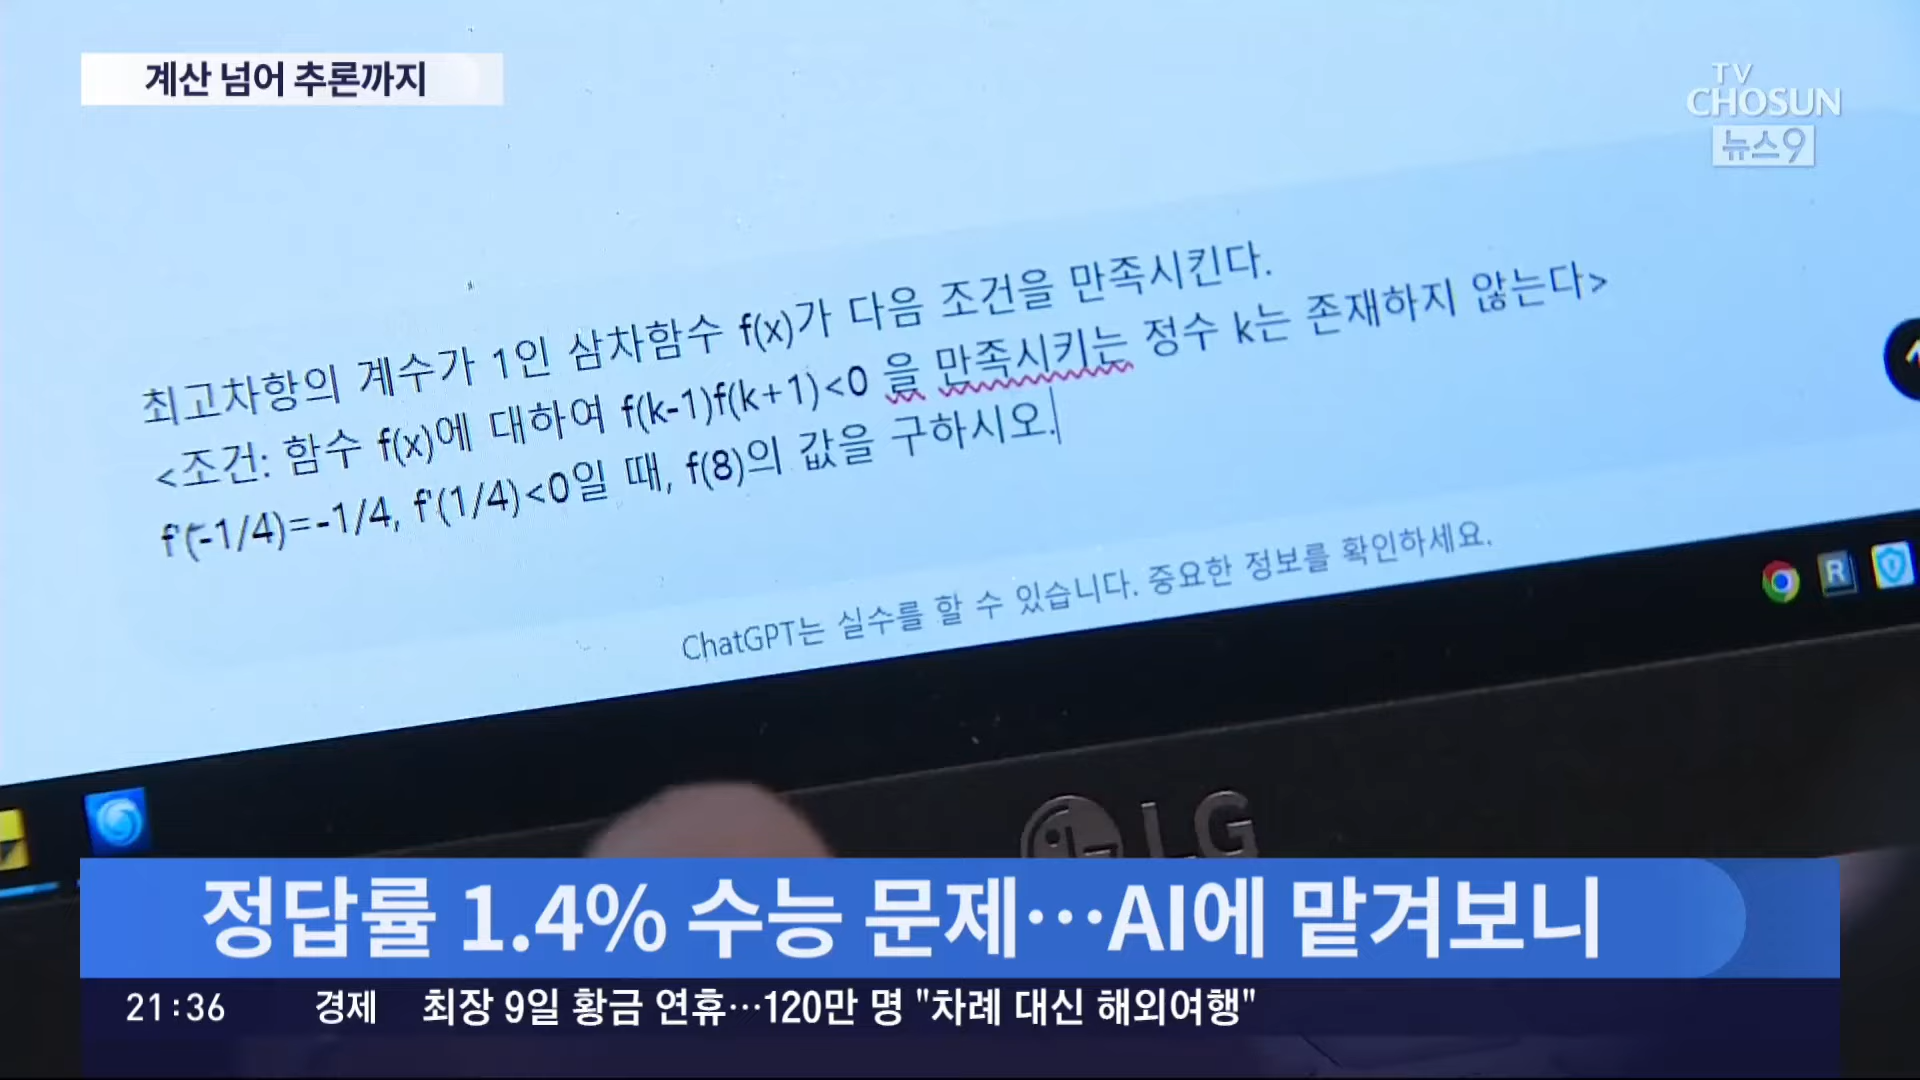 계산 넘어 추론까지
TV
CHOSUN
뉴스9
최고차항의 계수가 1인 삼차함수 f(x)가 다음 조건을 만족시킨다.
<조건: 함수 f(x)에 대하여 f(k-1)f(k+1)<0 을 만족시키는 정수 k는 존재하지 않는다>
f'(-1/4)=-1/4, f'(1/4)<0일 때, f(8)의 값을 구하시오.
ChatGPT는 실수를 할 수 있습니다. 중요한 정보를 확인하세요.
R
LG
정답률 1.4% 수능 문제…AI에 맡겨보니
21:36 경제 최장 9일 황금 연휴…120만 명 "차례 대신 해외여행"